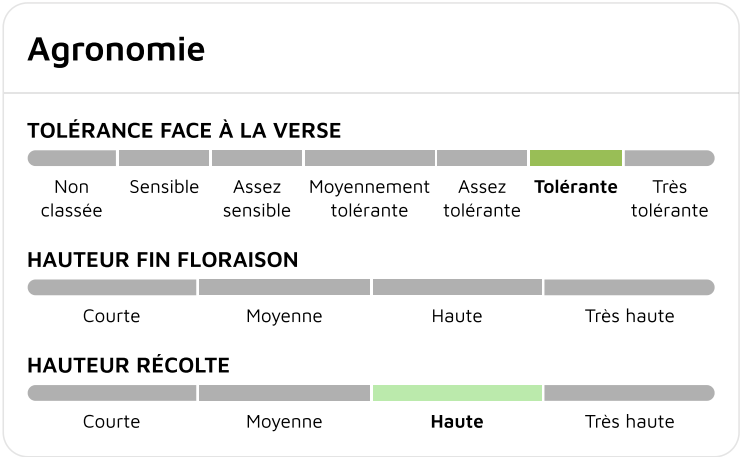 Agronomie
TOLÉRANCE FACE À LA VERSE
Non Sensible Assez Moyennement Assez Tolérante Très
classée sensible tolérante tolérante tolérante
HAUTEUR FIN FLORAISON
Courte Moyenne Haute Très haute
HAUTEUR RÉCOLTE
Courte Moyenne Haute Très haute